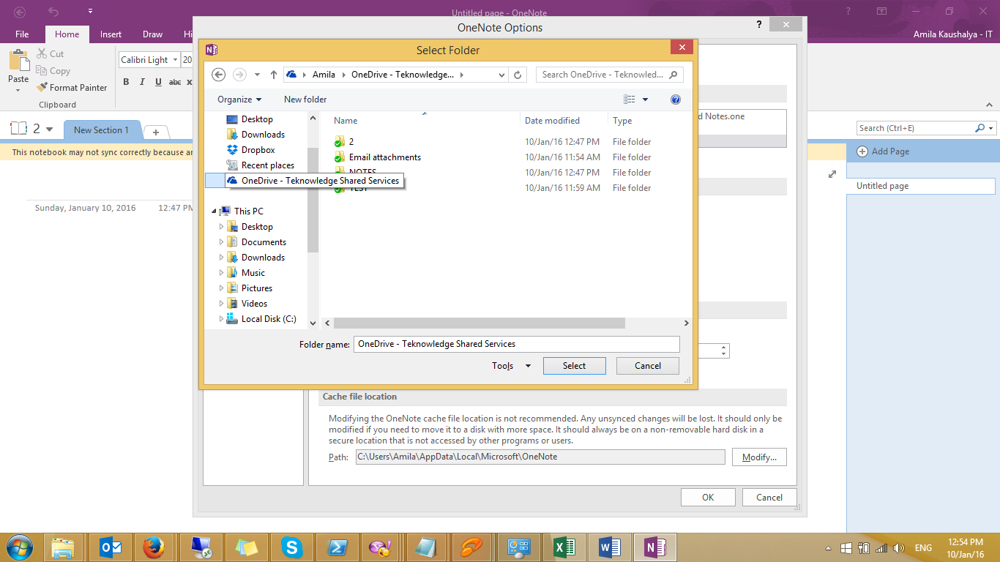 Untitled page - OneNote
File
Home
Insert
Draw
Hi
Amila Kaushalya - IT
Paste
Cut
Copy
Format Painter
Clipboard
Calibri Light
20
B I U abc x
2
New Section 1
This notebook may not sync correctly because an
Sunday, January 10, 2016
12:47 PM
OneNote Options
?
Select Folder
Amila
OneDrive - Teknowledge...
Search OneDrive - Teknowled...
Organize
New folder
Desktop
Downloads
Dropbox
Recent places
OneDrive - Teknowledge Shared Services
This PC
Desktop
Documents
Downloads
Music
Pictures
Videos
Local Disk (C:)
Name
Date modified
Type
2
10/Jan/16 12:47 PM
File folder
Email attachments
10/Jan/16 11:54 AM
File folder
NOTES
10/Jan/16 12:47 PM
File folder
TEST
10/Jan/16 11:59 AM
File folder
Folder name:
OneDrive - Teknowledge Shared Services
Tools
Select
Cancel
d Notes.one
Cache file location
Modifying the OneNote cache file location is not recommended. Any unsynced changes will be lost. It should only be
modified if you need to move it to a disk with more space. It should always be on a non-removable hard disk in a
secure location that is not accessed by other programs or users.
Path:
C:\Users\Amila\AppData\Local\Microsoft\OneNote
Modify...
OK
Cancel
Search (Ctrl+E)
Add Page
Untitled page
ENG
12:54 PM
10/Jan/16